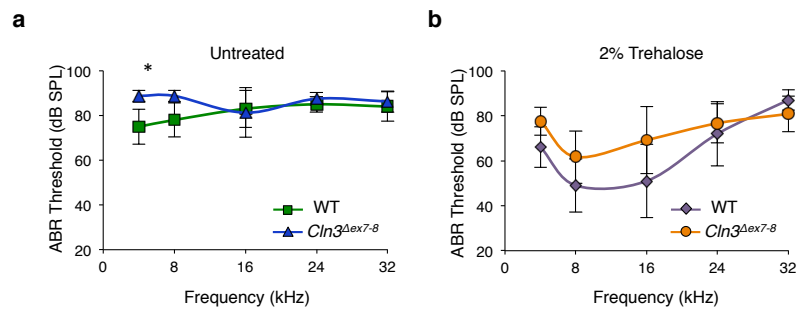 a
Untreated
*
ABR Threshold (dB SPL)
100
80
60
40
20
0
8
16
24
32
WT
Cln3Δex7-8
Frequency (kHz)
b
2% Trehalose
ABR Threshold (dB SPL)
100
80
60
40
20
0
8
16
24
32
WT
Cln3Δex7-8
Frequency (kHz)